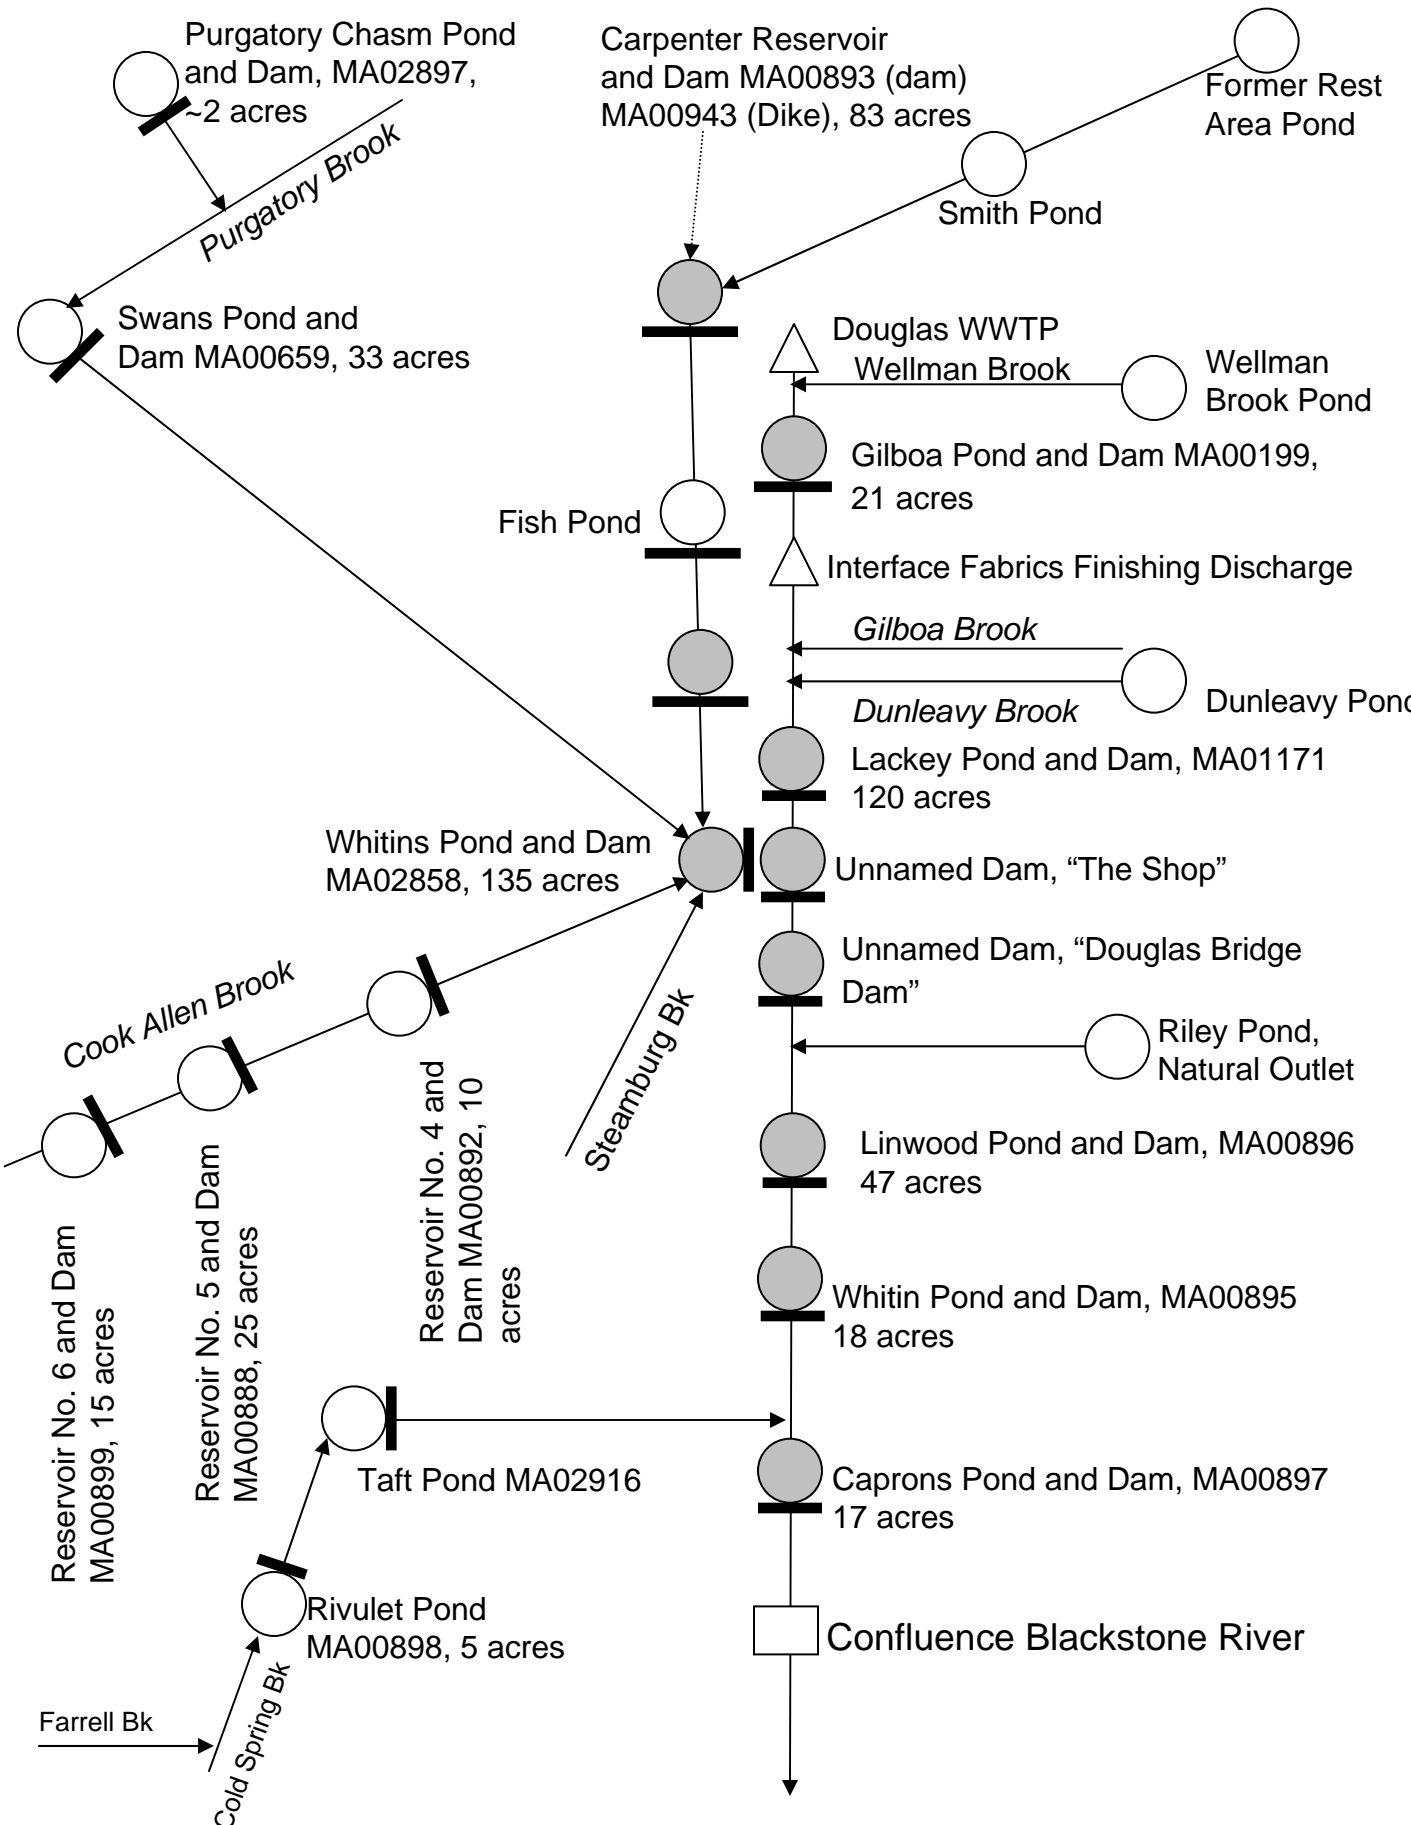 Purgatory Chasm Pond
and Dam, MA02897,
~2 acres
Purgatory Brook
Carpenter Reservoir
and Dam MA00893 (dam)
MA00943 (Dike), 83 acres
Former Rest
Area Pond
Smith Pond
Swans Pond and
Dam MA00659, 33 acres
Douglas WWTP
Wellman Brook
Wellman
Brook Pond
Gilboa Pond and Dam MA00199,
21 acres
Fish Pond
Interface Fabrics Finishing Discharge
Gilboa Brook
Dunleavy Brook
Dunleavy Pond
Lackey Pond and Dam, MA01171
120 acres
Whitins Pond and Dam
MA02858, 135 acres
Unnamed Dam, “The Shop”
Unnamed Dam, “Douglas Bridge
Dam”
Cook Allen Brook
Steamburg Bk
Riley Pond,
Natural Outlet
Reservoir No. 6 and Dam
MA00899, 15 acres
Reservoir No. 5 and Dam
MA00888, 25 acres
Reservoir No. 4 and
Dam MA00892, 10
acres
Linwood Pond and Dam, MA00896
47 acres
Whitin Pond and Dam, MA00895
18 acres
Taft Pond MA02916
Caprons Pond and Dam, MA00897
17 acres
Rivulet Pond
MA00898, 5 acres
Confluence Blackstone River
Farrell Bk
Cold Spring Bk